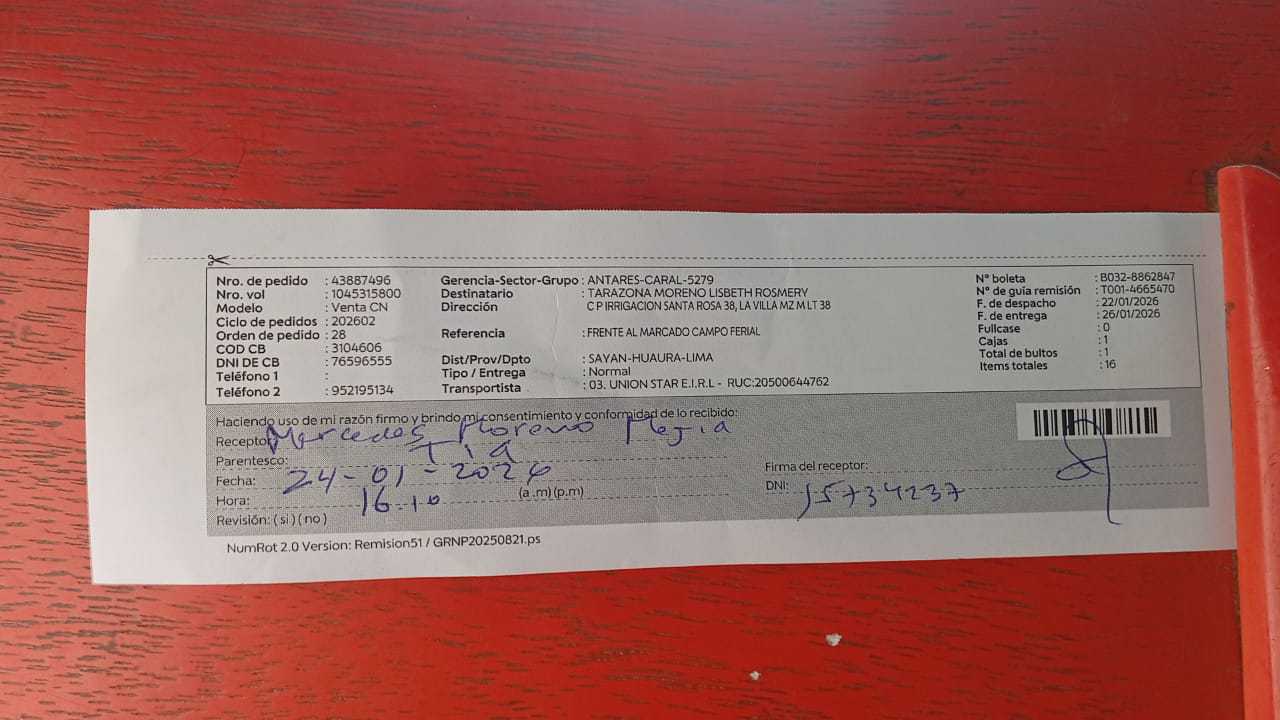 Nro. de pedido : 43887496
Nro. vol : 1045315800
Modelo : Venta CN
Ciclo de pedidos : 202602
Orden de pedido : 28
COD CB : 3104606
DNI DE CB : 76596555
Teléfono 1 :
Teléfono 2 : 952195134
Gerencia-Sector-Grupo : ANTARES-CARAL-5279
Destinatario : TARAZONA MORENO LISBETH ROSMERY
Dirección C P IRRIGACION SANTA ROSA 38, LA VILLA MZ M LT 38
Referencia : FRENTE AL MARCADO CAMPO FERIAL
Dist/Prov/Dpto : SAYAN-HUAURA-LIMA
Tipo / Entrega : Normal
Transportista : 03. UNION STAR E.I.R.L - RUC:20500644762
N° boleta : B032-8862847
N° de guía remisión : T001-4665470
F. de despacho : 22/01/2026
F. de entrega : 26/01/2026
Fullcase : 0
Cajas : 1
Total de bultos : 1
Items totales : 16
Haciendo uso de mi razón firmo y brindo mi consentimiento y conformidad de lo recibido:
Receptor Mercedes Moreno Mejia
Parentesco: Tia
Fecha: 24-01-2026
Hora: 16:10 (a .m) (p.m)
Revisión: ( si ) ( no )
Firma del receptor:
DNI: 15734237
NumRot 2.0 Version: Remision51 / GRNP20250821.ps